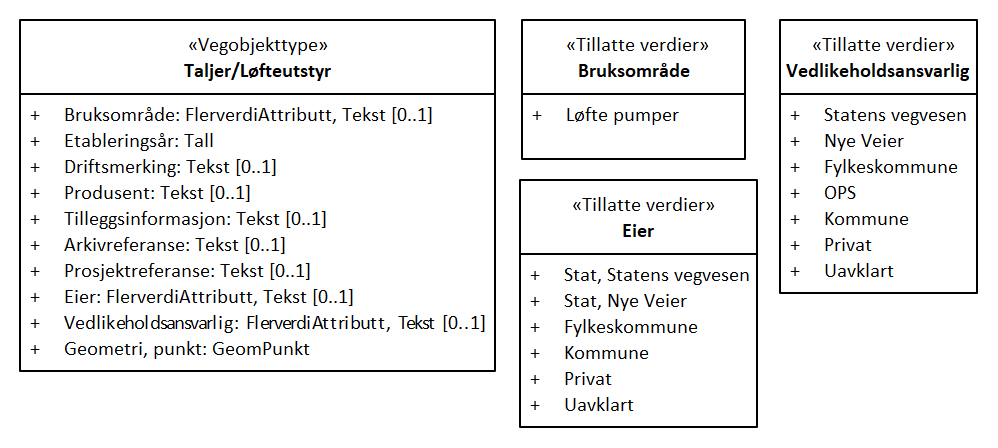 «Vegobjekttype»
Taljer/Løfteutstyr
+ Bruksområde: FlerverdiAttributt, Tekst [0..1]
+ Etableringsår: Tall
+ Driftsmerking: Tekst [0..1]
+ Produsent: Tekst [0..1]
+ Tilleggsinformasjon: Tekst [0..1]
+ Arkivreferanse: Tekst [0..1]
+ Prosjektreferanse: Tekst [0..1]
+ Eier: FlerverdiAttributt, Tekst [0..1]
+ Vedlikeholdsansvarlig: FlerverdiAttributt, Tekst [0..1]
+ Geometri, punkt: GeomPunkt
«Tillatte verdier»
Bruksområde
+ Løfte pumper
«Tillatte verdier»
Eier
+ Stat, Statens vegvesen
+ Stat, Nye Veier
+ Fylkeskommune
+ Kommune
+ Privat
+ Uavklart
«Tillatte verdier»
Vedlikeholdsansvarlig
+ Statens vegvesen
+ Nye Veier
+ Fylkeskommune
+ OPS
+ Kommune
+ Privat
+ Uavklart